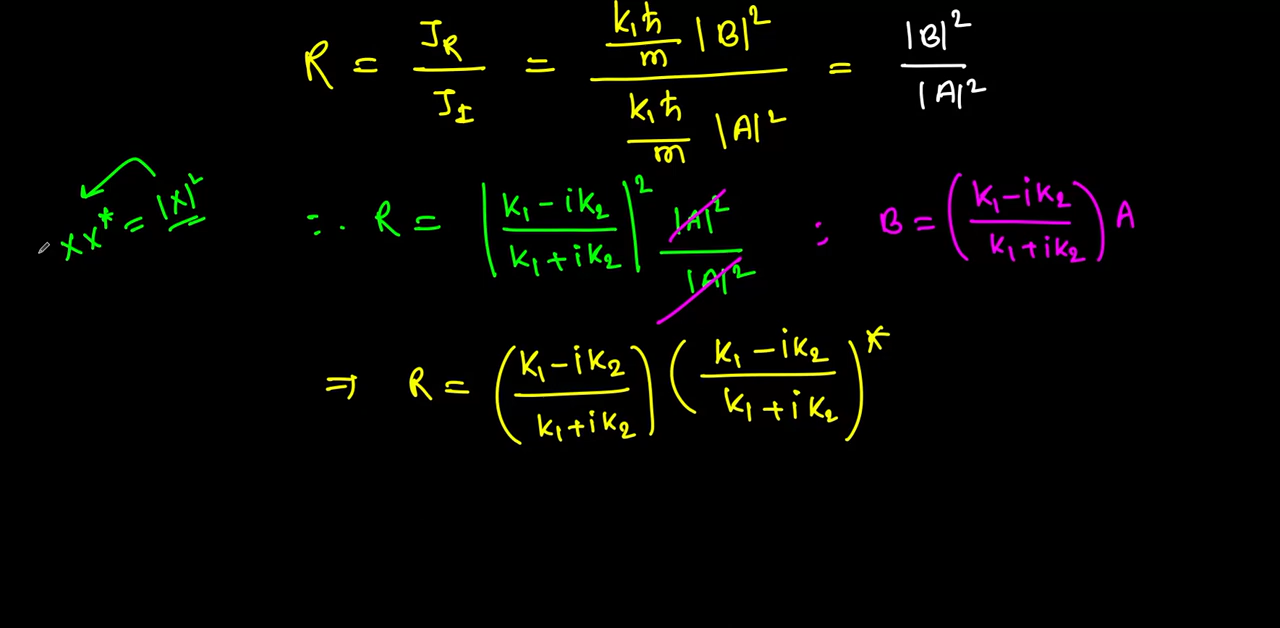 R = J_R / J_I = (k₁ℏ/m |B|²) / (k₁ℏ/m |A|²) = |B|² / |A|²
xx* = |x|²
∴ R = |(k₁ - ik₂)/(k₁ + ik₂)|² |A|²/|A|² : B = ((k₁ - ik₂)/(k₁ + ik₂)) A
⇒ R = ((k₁ - ik₂)/(k₁ + ik₂)) ((k₁ - ik₂)/(k₁ + ik₂))*